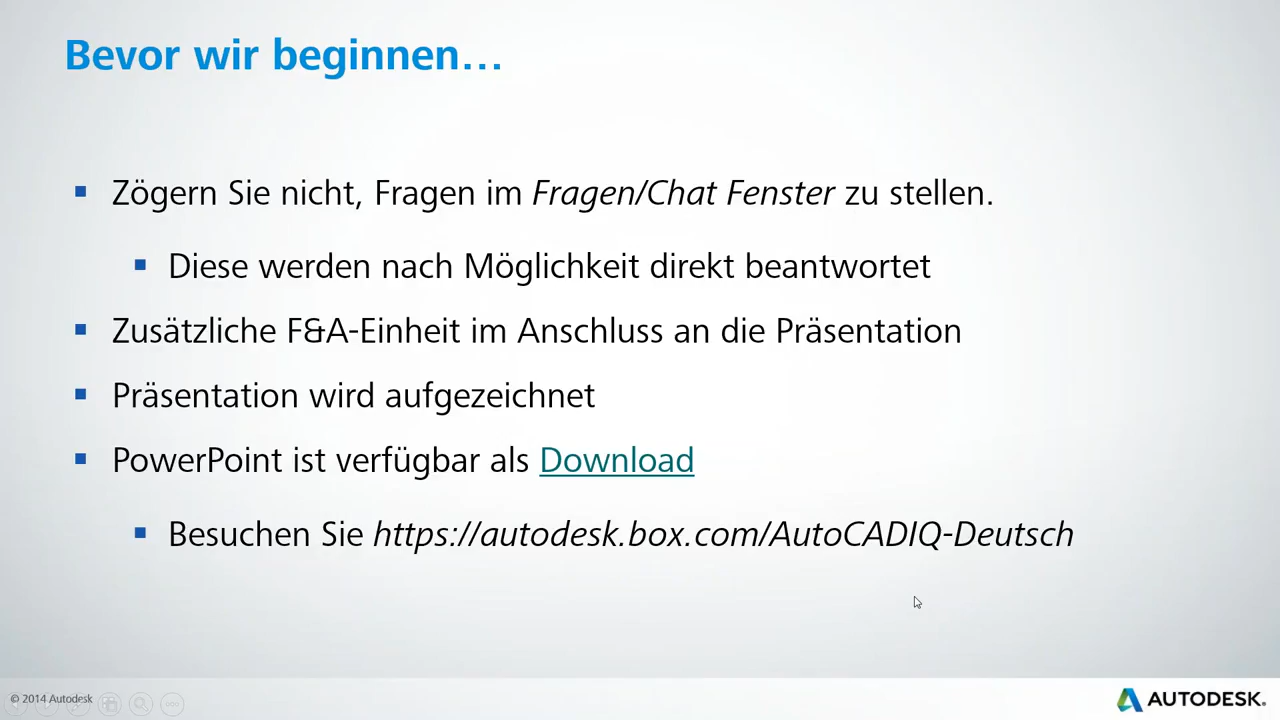 Bevor wir beginnen…
Zögern Sie nicht, Fragen im Fragen/Chat Fenster zu stellen.
Diese werden nach Möglichkeit direkt beantwortet
Zusätzliche F&A-Einheit im Anschluss an die Präsentation
Präsentation wird aufgezeichnet
PowerPoint ist verfügbar als Download
Besuchen Sie https://autodesk.box.com/AutoCADIQ-Deutsch
© 2014 Autodesk
AUTODESK.